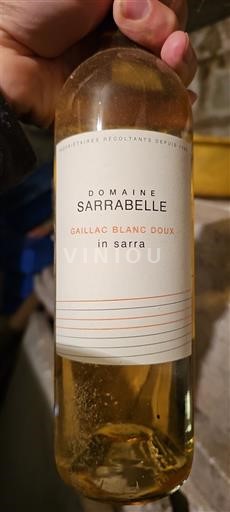 PROPRIÉTAIRES RÉCOLTANTS DEPUIS
DOMAINE
SARRABELLE
GAILLAC BLANC DOUX
in sarra
VINIOU